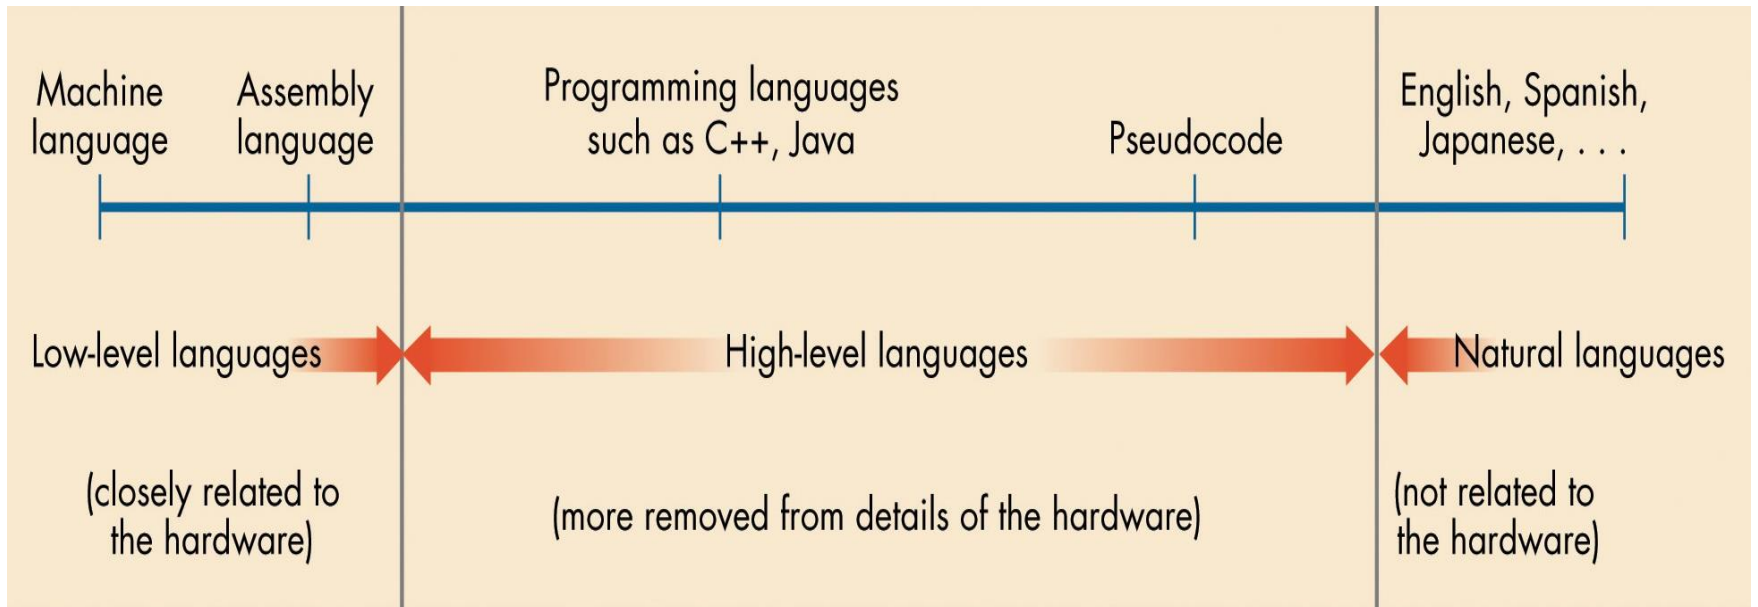 Machine
language
Assembly
language
Programming languages
such as C++, Java
Pseudocode
English, Spanish,
Japanese, . . .
Low-level languages
High-level languages
Natural languages
(closely related to
the hardware)
(more removed from details of the hardware)
(not related to
the hardware)